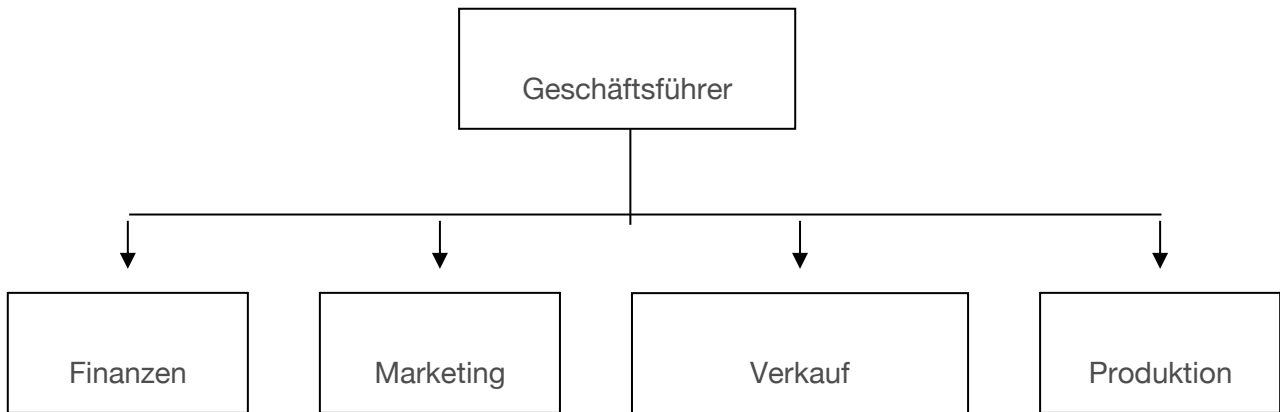 Geschäftsführer
Finanzen
Marketing
Verkauf
Produktion